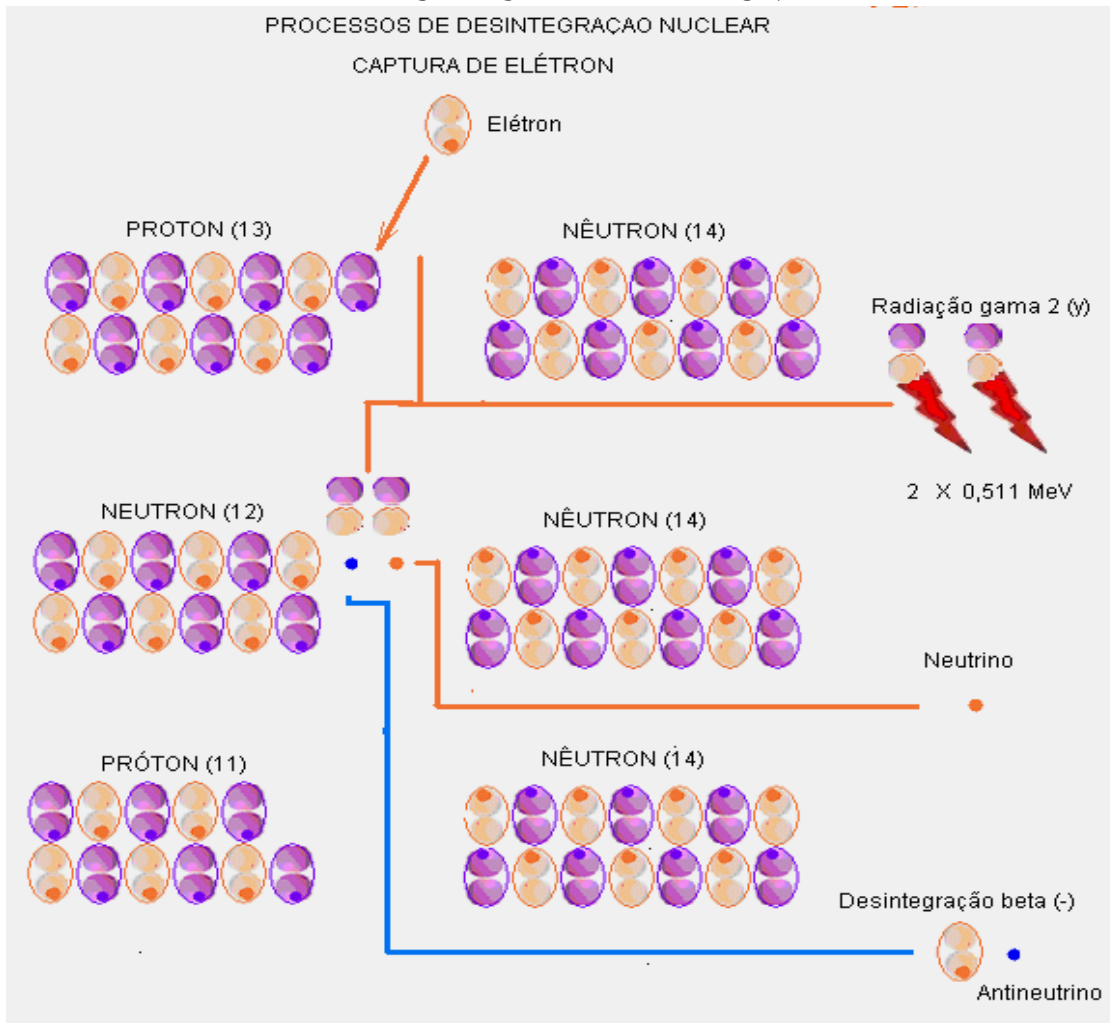 PROCESSOS DE DESINTEGRAÇAO NUCLEAR
CAPTURA DE ELÉTRON
Elétron
PROTON (13)
NÊUTRON (14)
Radiação gama 2 (y)
2 X 0,511 MeV
NEUTRON (12)
NÊUTRON (14)
Neutrino
PRÓTON (11)
NÊUTRON (14)
Desintegração beta (-)
Antineutrino